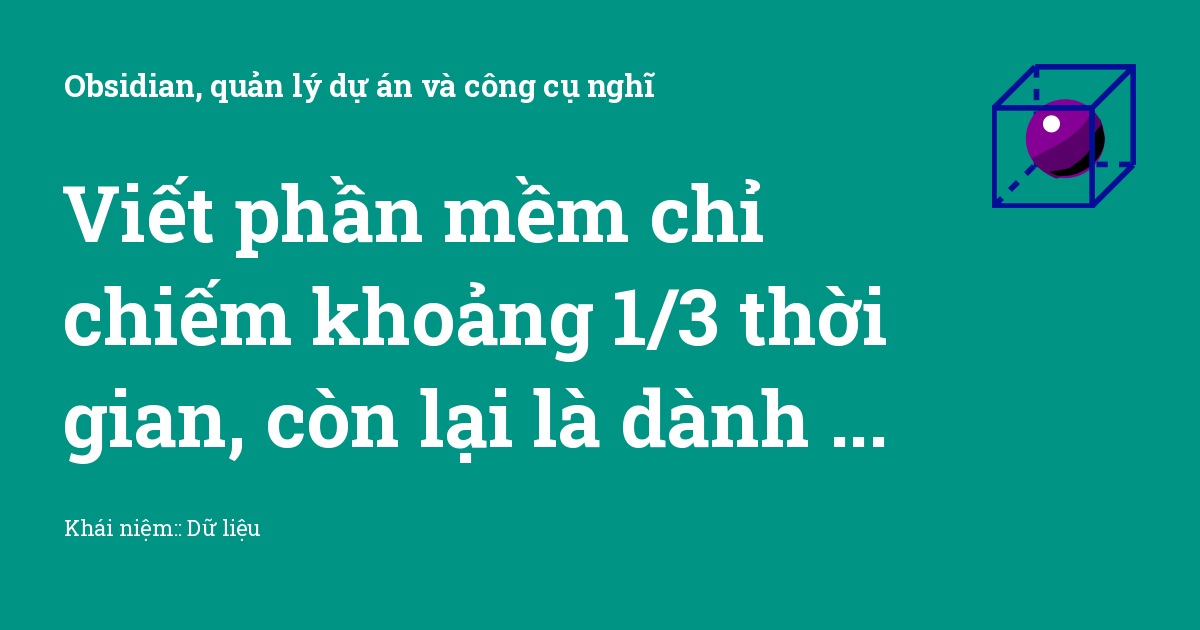 Obsidian, quản lý dự án và công cụ nghĩ
Viết phần mềm chỉ
chiếm khoảng 1/3 thời
gian, còn lại là dành ...
Khái niệm:: Dữ liệu